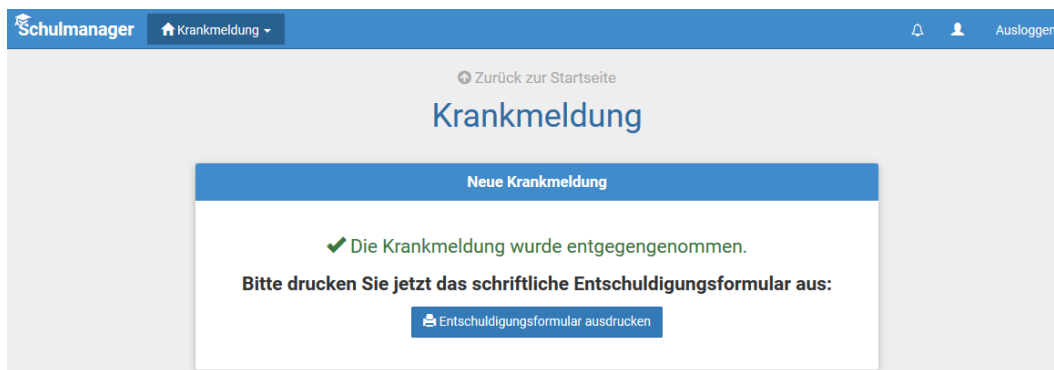 Schulmanager Krankmeldung Ausloggen
Zurück zur Startseite
Krankmeldung
Neue Krankmeldung
Die Krankmeldung wurde entgegengenommen.
Bitte drucken Sie jetzt das schriftliche Entschuldigungsformular aus:
Entschuldigungsformular ausdrucken